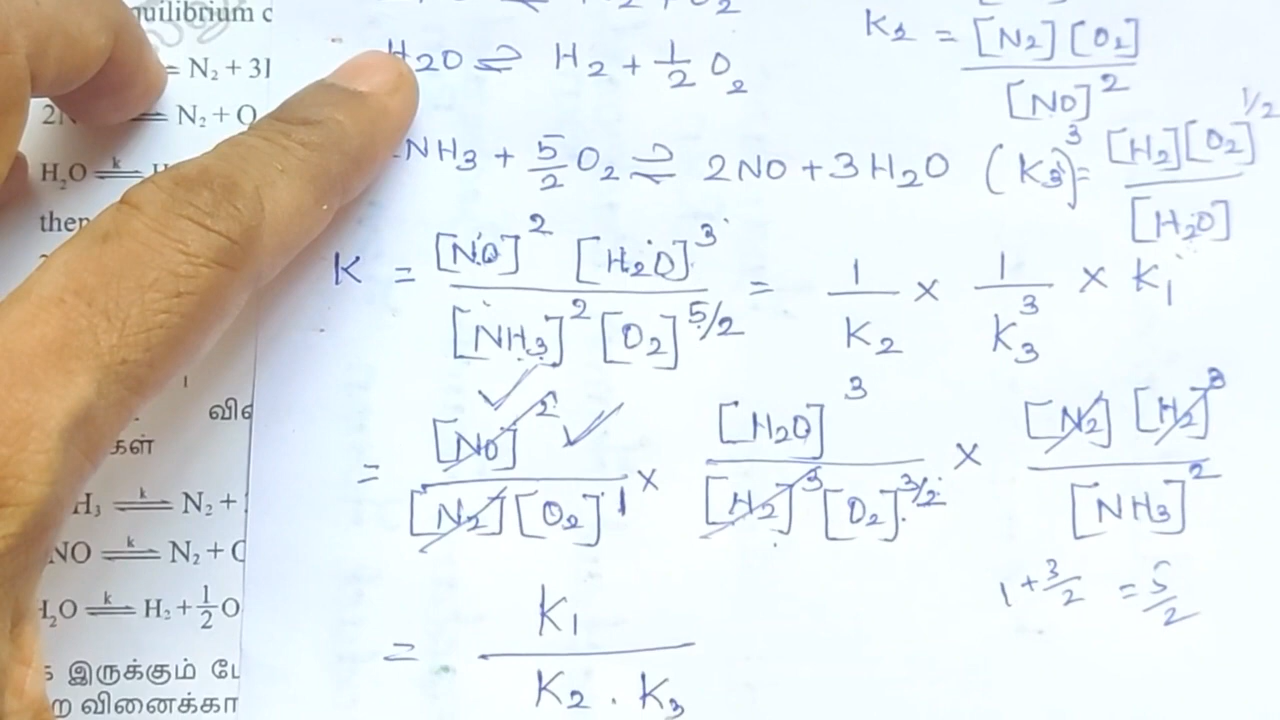 uilibrium c
= N₂ + 3H
2N = N₂ + O
H₂O ⇌ᵏ H
then
வி
கள்
H₃ ⇌ᵏ N₂ +
NO ⇌ᵏ N₂ + O
H₂O ⇌ᵏ H₂ + 1/2 O
இருக்கும் பே
ற வினைக்கா
K₂ = [N₂] [O₂] / [NO]²
H₂O ⇌ H₂ + 1/2 O₂
NH₃ + 5/2 O₂ ⇌ 2NO + 3H₂O
(K₃)³ = [H₂][O₂]^1/2 / [H₂O]
K = [NO]² [H₂O]³ / [NH₃]² [O₂]^5/2 = 1/K₂ × 1/K₃³ × K₁
= [NO]² / [N₂] [O₂]¹ × [H₂O]³ / [H₂]³ [O₂]^3/2 × [N₂] [H₂]³ / [NH₃]²
1 + 3/2 = 5/2
= K₁ / K₂ . K₃